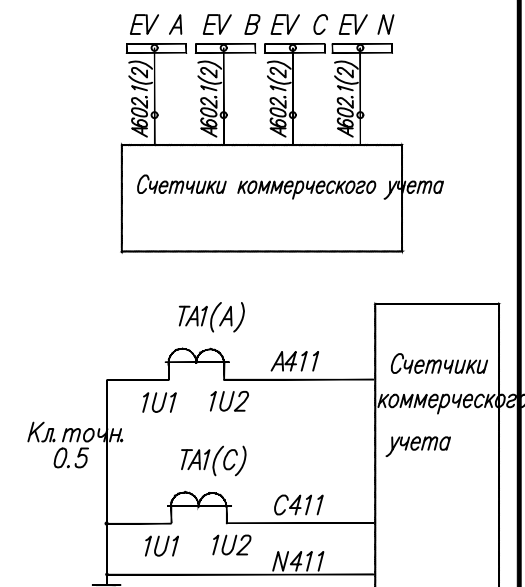 EV A EV B EV C EV N
A602.1(2) A602.1(2) A602.1(2) A602.1(2)
Счетчики коммерческого учета
TA1(A)
A411
1U1 1U2
Счетчики
коммерческого
учета
Кл. точн.
0.5
TA1(C)
C411
1U1 1U2
N411